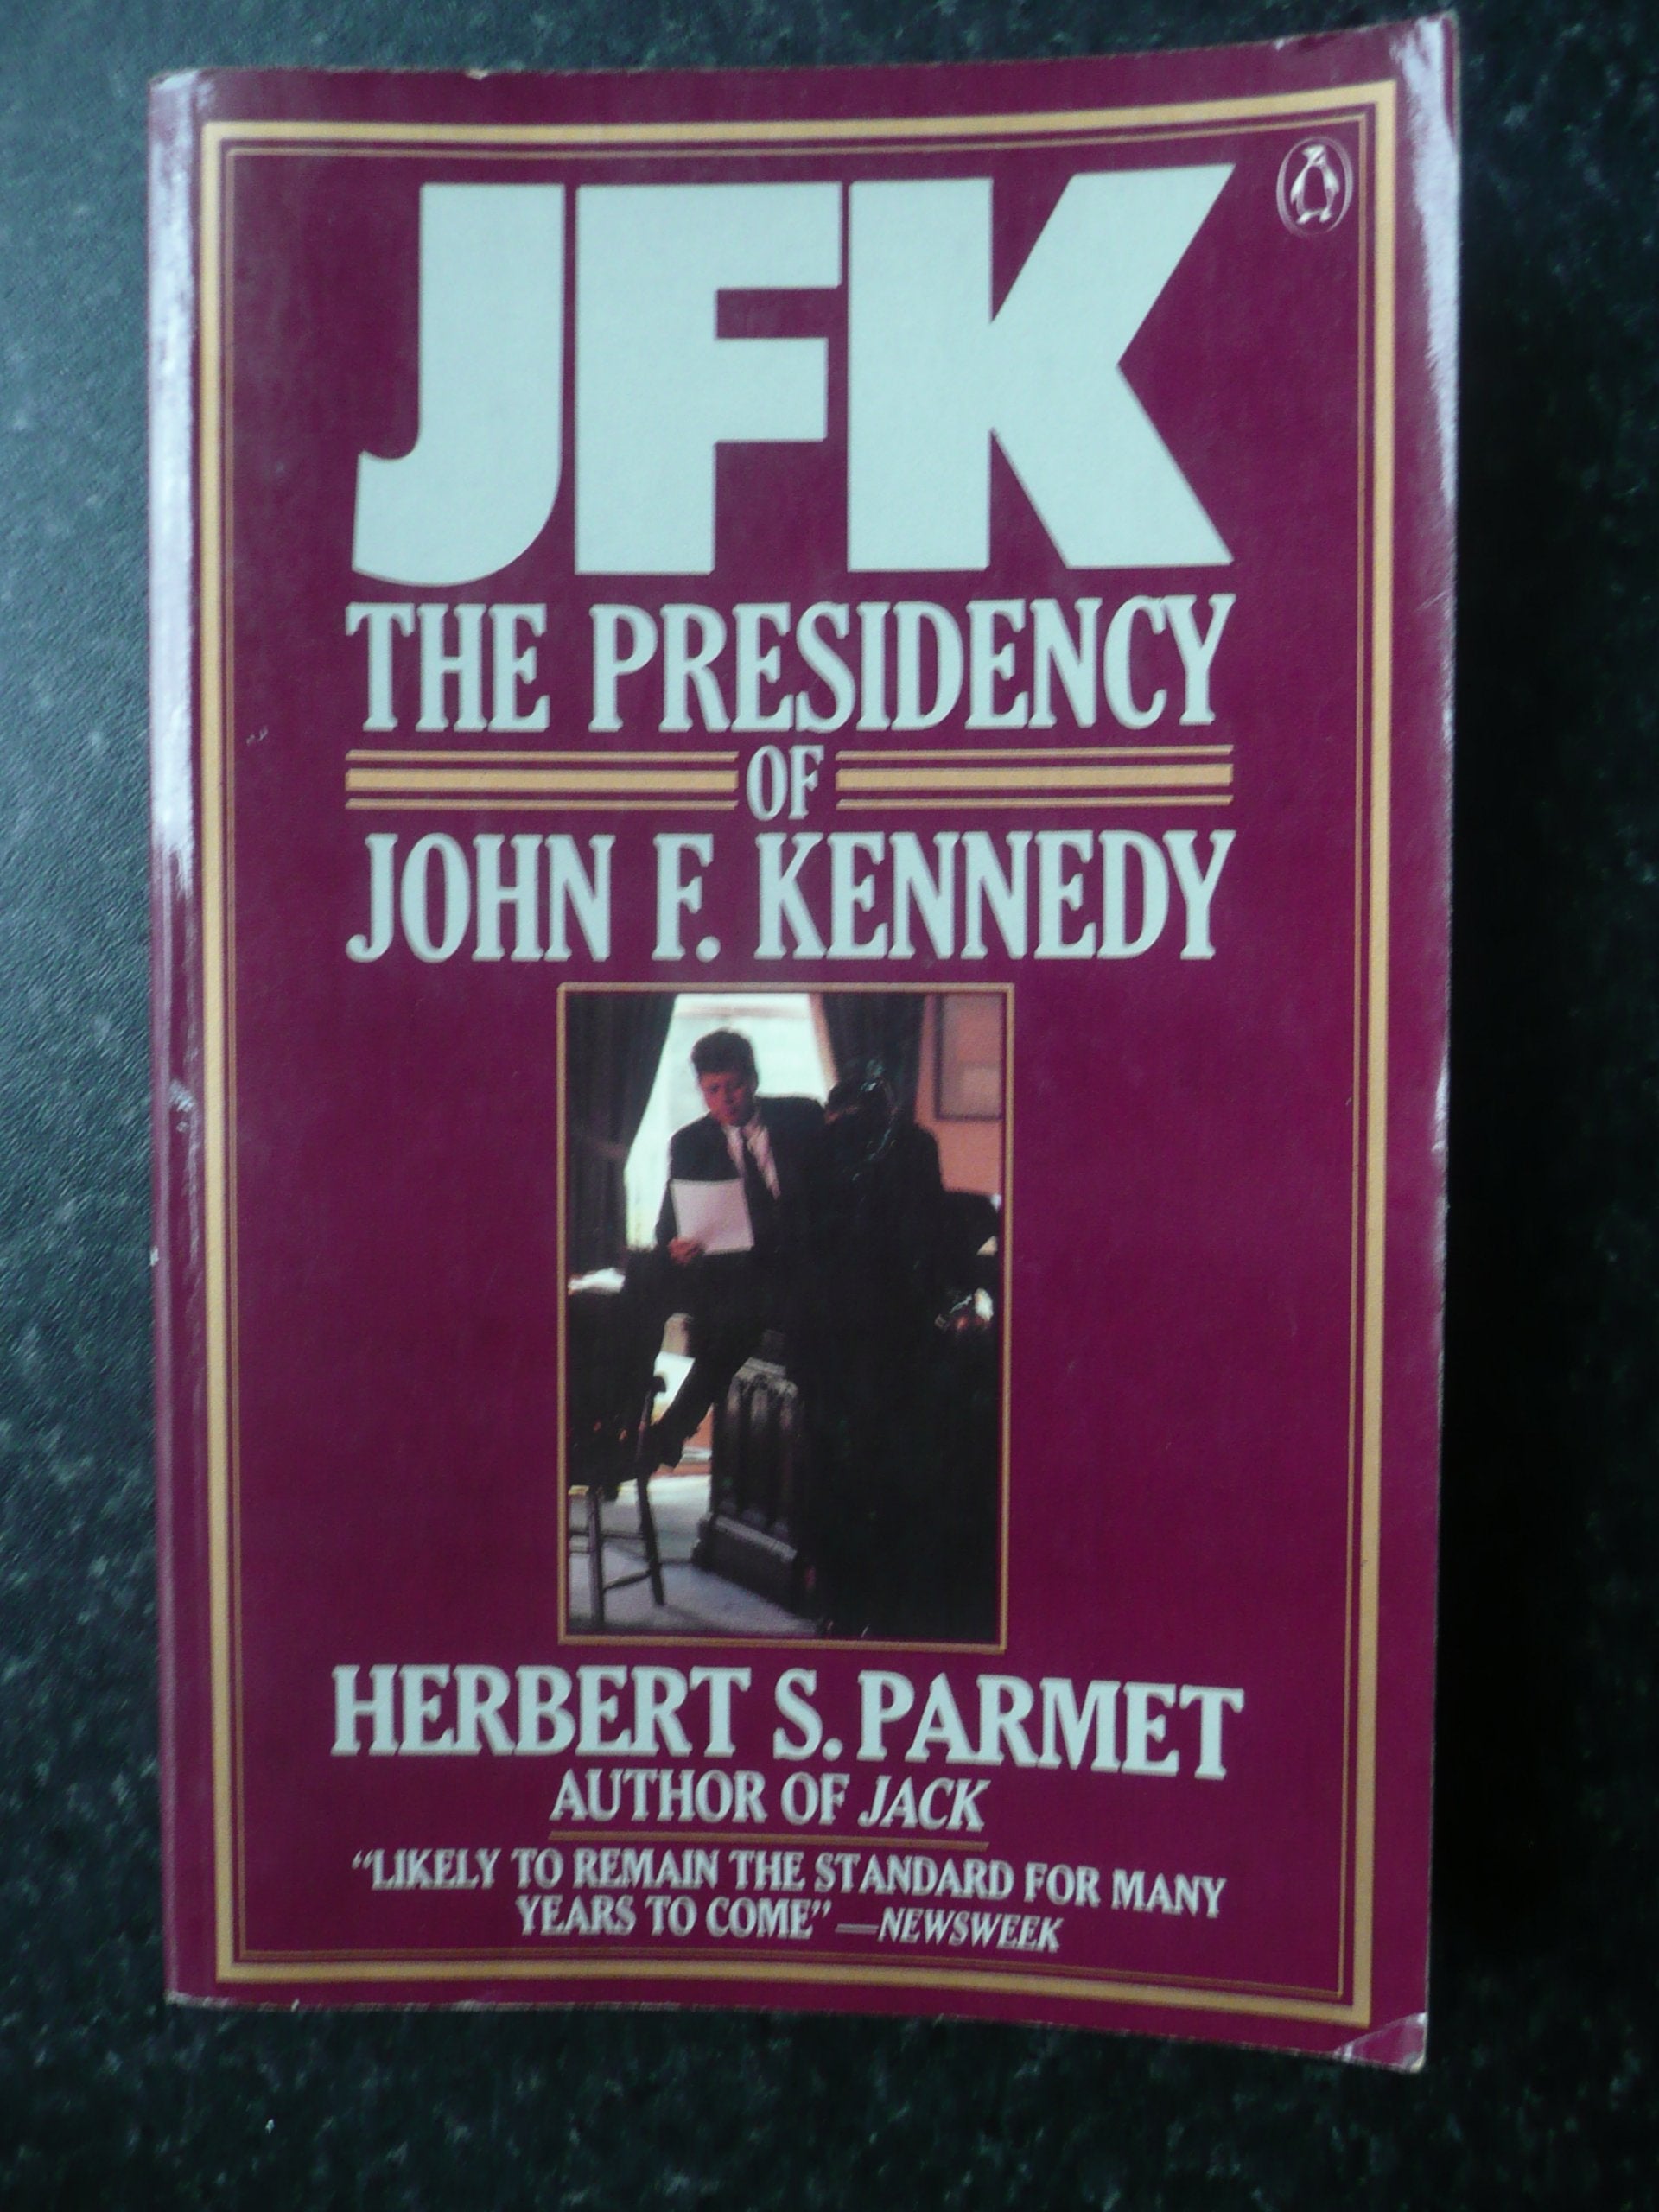 JFK
THE PRESIDENCY
OF
JOHN F. KENNEDY
HERBERT S. PARMET
AUTHOR OF JACK
“LIKELY TO REMAIN THE STANDARD FOR MANY
YEARS TO COME” —NEWSWEEK